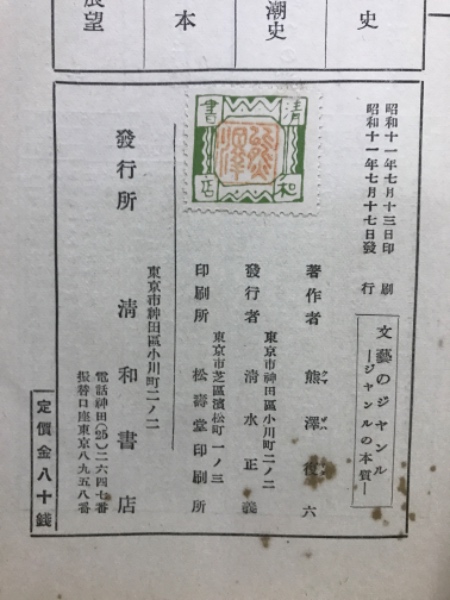 史
潮史
本
展望
昭和十一年七月十三日印刷
昭和十一年七月十七日發行
文藝のジャンル
―ジャンルの本質―
著作者 熊澤復六
東京市神田區小川町二ノ二
發行者 清水正義
東京市芝區濱松町一ノ三
印刷所 松壽堂印刷所
清和書店
東京市神田區小川町二ノ二
發行所 清和書店
電話神田(25)二六四七番
振替口座東京八九五八番
定價金八十錢